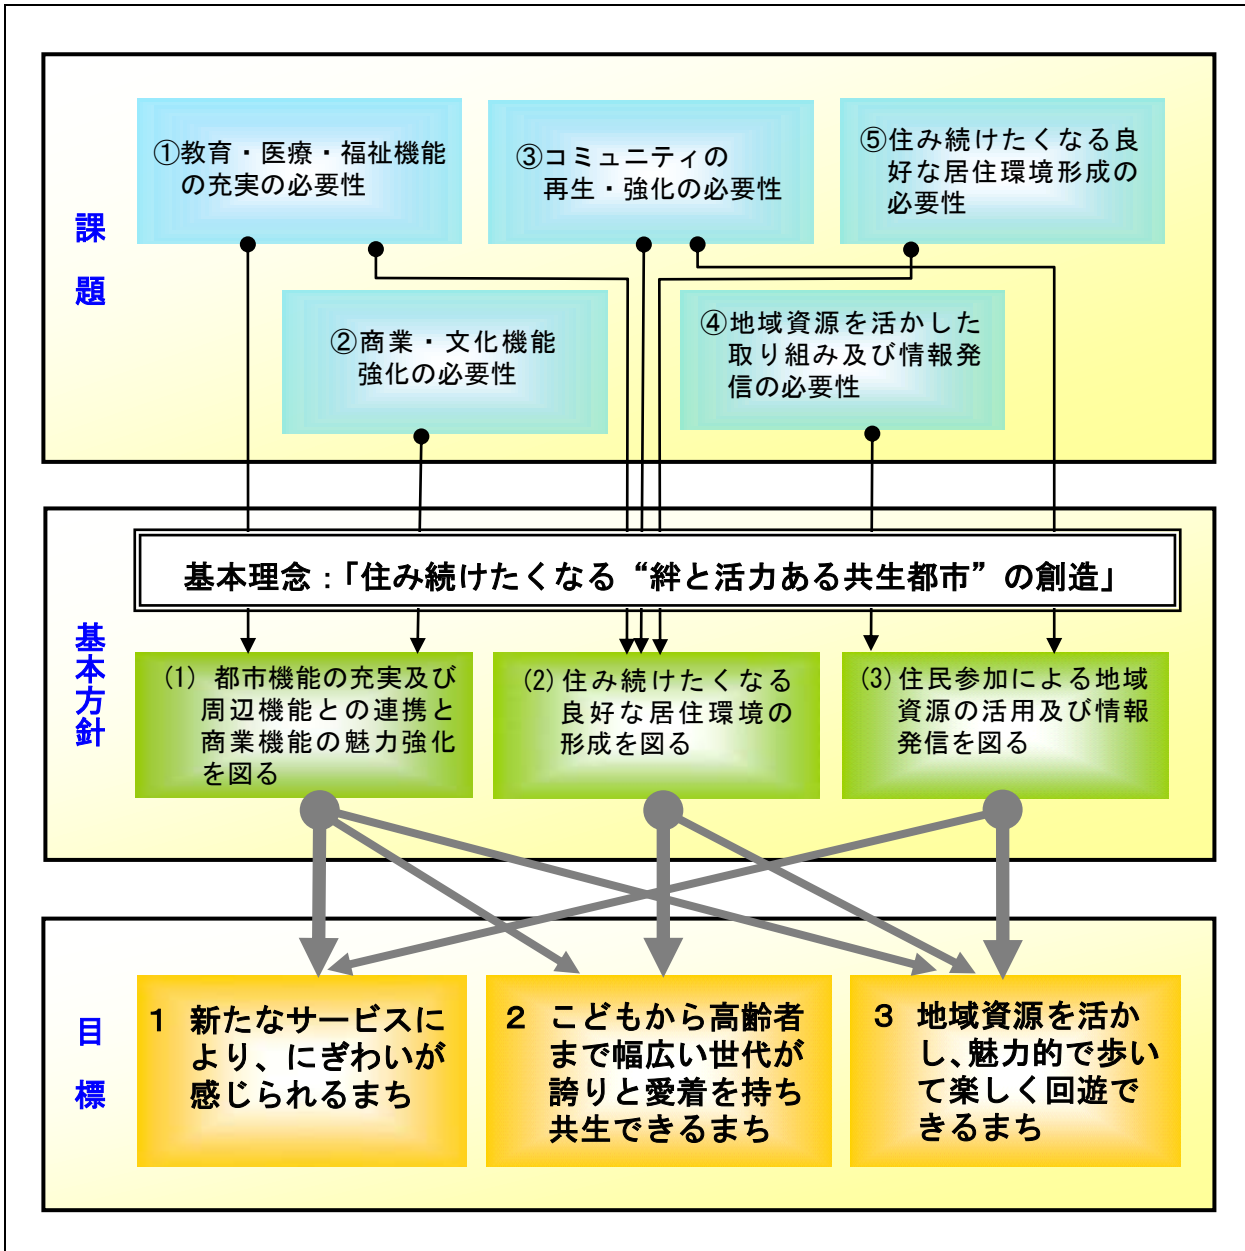 課
題
①教育・医療・福祉機能
の充実の必要性
③コミュニティの
再生・強化の必要性
⑤住み続けたくなる良
好な居住環境形成の
必要性
②商業・文化機能
強化の必要性
④地域資源を活かした
取り組み及び情報発
信の必要性
基本方針
基本理念：「住み続けたくなる“絆と活力ある共生都市”の創造」
(1) 都市機能の充実及び
周辺機能との連携と
商業機能の魅力強化
を図る
(2)住み続けたくなる
良好な居住環境の
形成を図る
(3)住民参加による地域
資源の活用及び情報
発信を図る
目
標
１ 新たなサービスに
より、にぎわいが
感じられるまち
２ こどもから高齢者
まで幅広い世代が
誇りと愛着を持ち
共生できるまち
３ 地域資源を活か
し、魅力的で歩い
て楽しく回遊で
きるまち